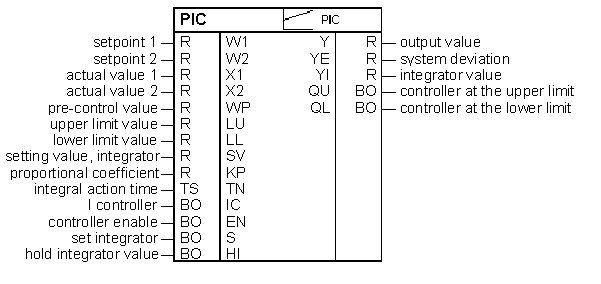 PIC PIC
setpoint 1 R W1 Y R output value
setpoint 2 R W2 YE R system deviation
actual value 1 R X1 YI R integrator value
actual value 2 R X2 QU BO controller at the upper limit
pre-control value R WP QL BO controller at the lower limit
upper limit value R LU
lower limit value R LL
setting value, integrator R SV
proportional coefficient R KP
integral action time TS TN
I controller BO IC
controller enable BO EN
set integrator BO S
hold integrator value BO HI